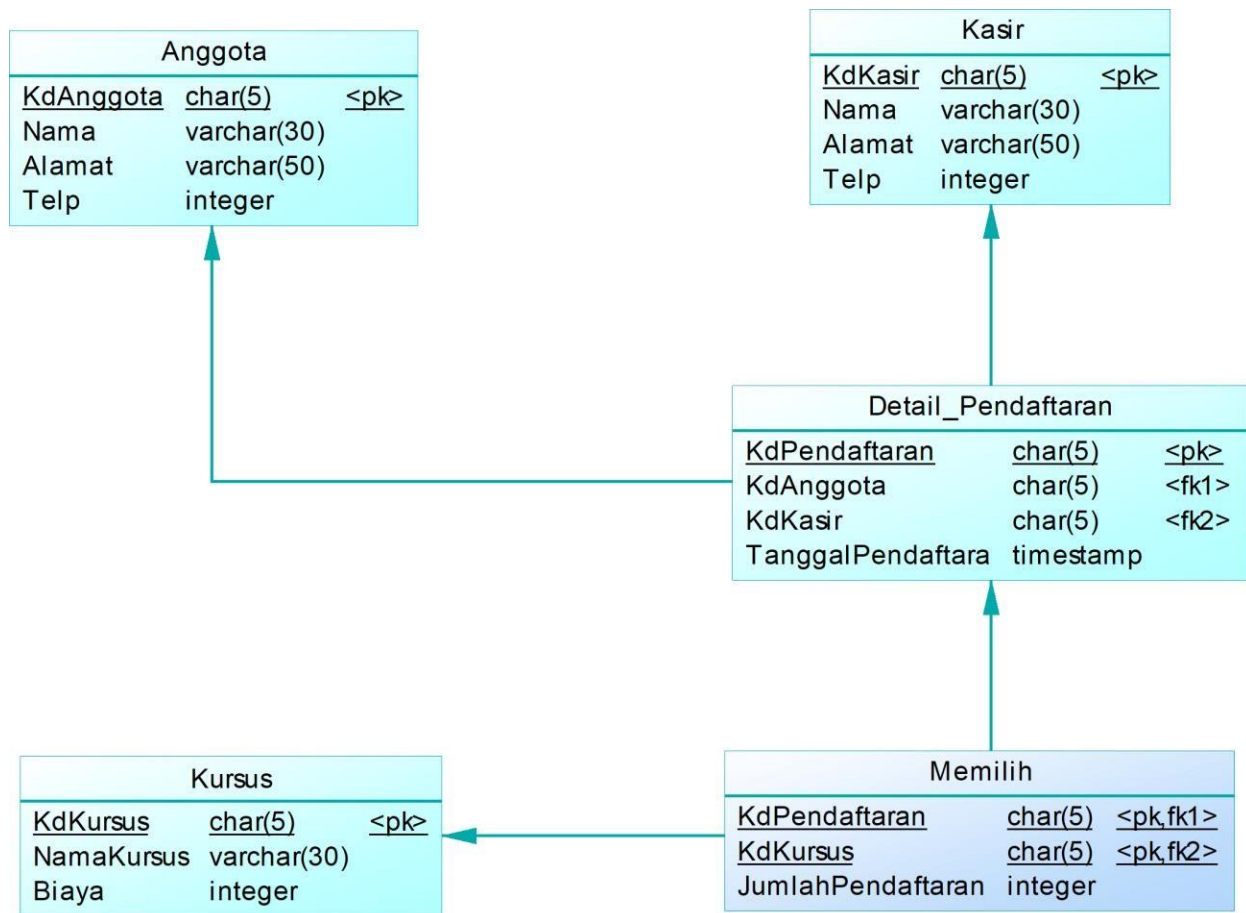 Anggota
KdAnggota char(5) <pk>
Nama varchar(30)
Alamat varchar(50)
Telp integer
Kasir
KdKasir char(5) <pk>
Nama varchar(30)
Alamat varchar(50)
Telp integer
Detail_Pendaftaran
KdPendaftaran char(5) <pk>
KdAnggota char(5) <fk1>
KdKasir char(5) <fk2>
TanggalPendaftara timestamp
Kursus
KdKursus char(5) <pk>
NamaKursus varchar(30)
Biaya integer
Memilih
KdPendaftaran char(5) <pk,fk1>
KdKursus char(5) <pk,fk2>
JumlahPendaftaran integer